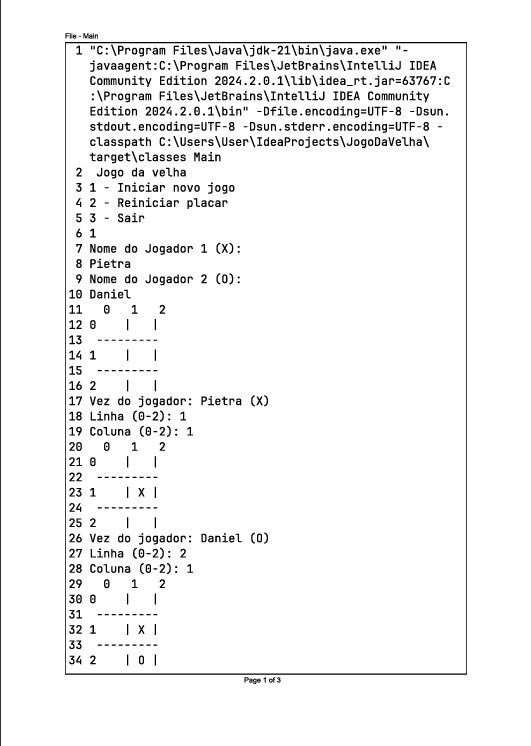 File - Main
1 "C:\Program Files\Java\jdk-21\bin\java.exe" "-
javaagent:C:\Program Files\JetBrains\IntelliJ IDEA
Community Edition 2024.2.0.1\lib\idea_rt.jar=63767:C
:\Program Files\JetBrains\IntelliJ IDEA Community
Edition 2024.2.0.1\bin" -Dfile.encoding=UTF-8 -Dsun.
stdout.encoding=UTF-8 -Dsun.stderr.encoding=UTF-8 -
classpath C:\Users\User\IdeaProjects\JogoDaVelha\
target\classes Main
2  Jogo da velha
3 1 - Iniciar novo jogo
4 2 - Reiniciar placar
5 3 - Sair
6 1
7 Nome do Jogador 1 (X):
8 Pietra
9 Nome do Jogador 2 (O):
10 Daniel
11   0   1   2
12 0    |   |
13  ---------
14 1    |   |
15  ---------
16 2    |   |
17 Vez do jogador: Pietra (X)
18 Linha (0-2): 1
19 Coluna (0-2): 1
20   0   1   2
21 0    |   |
22  ---------
23 1    | X |
24  ---------
25 2    |   |
26 Vez do jogador: Daniel (O)
27 Linha (0-2): 2
28 Coluna (0-2): 1
29   0   1   2
30 0    |   |
31  ---------
32 1    | X |
33  ---------
34 2    | O |
Page 1 of 3